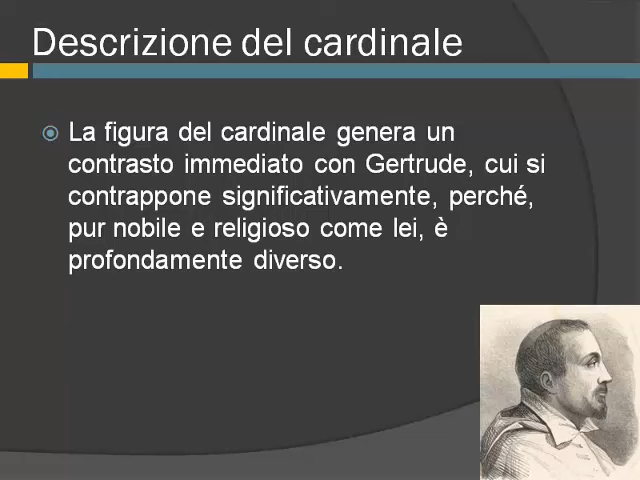 Descrizione del cardinale
La figura del cardinale genera un
contrasto immediato con Gertrude, cui si
contrappone significativamente, perché,
pur nobile e religioso come lei, è
profondamente diverso.